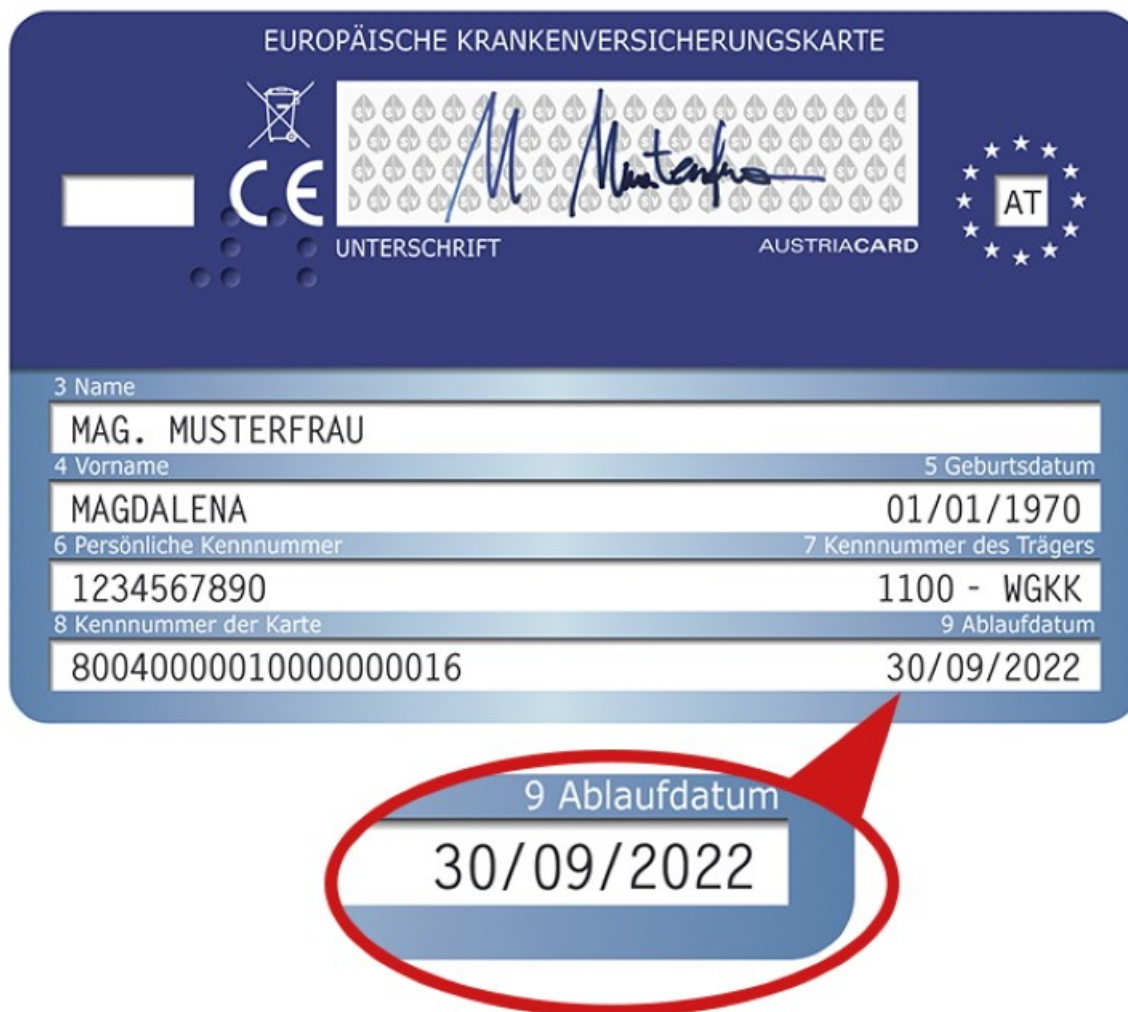 EUROPÄISCHE KRANKENVERSICHERUNGSKARTE
CE
M Musterfrau
AT
UNTERSCHRIFT AUSTRIACARD
3 Name
MAG. MUSTERFRAU
4 Vorname 5 Geburtsdatum
MAGDALENA 01/01/1970
6 Persönliche Kennnummer 7 Kennnummer des Trägers
1234567890 1100 - WGKK
8 Kennnummer der Karte 9 Ablaufdatum
80040000010000000016 30/09/2022
9 Ablaufdatum
30/09/2022